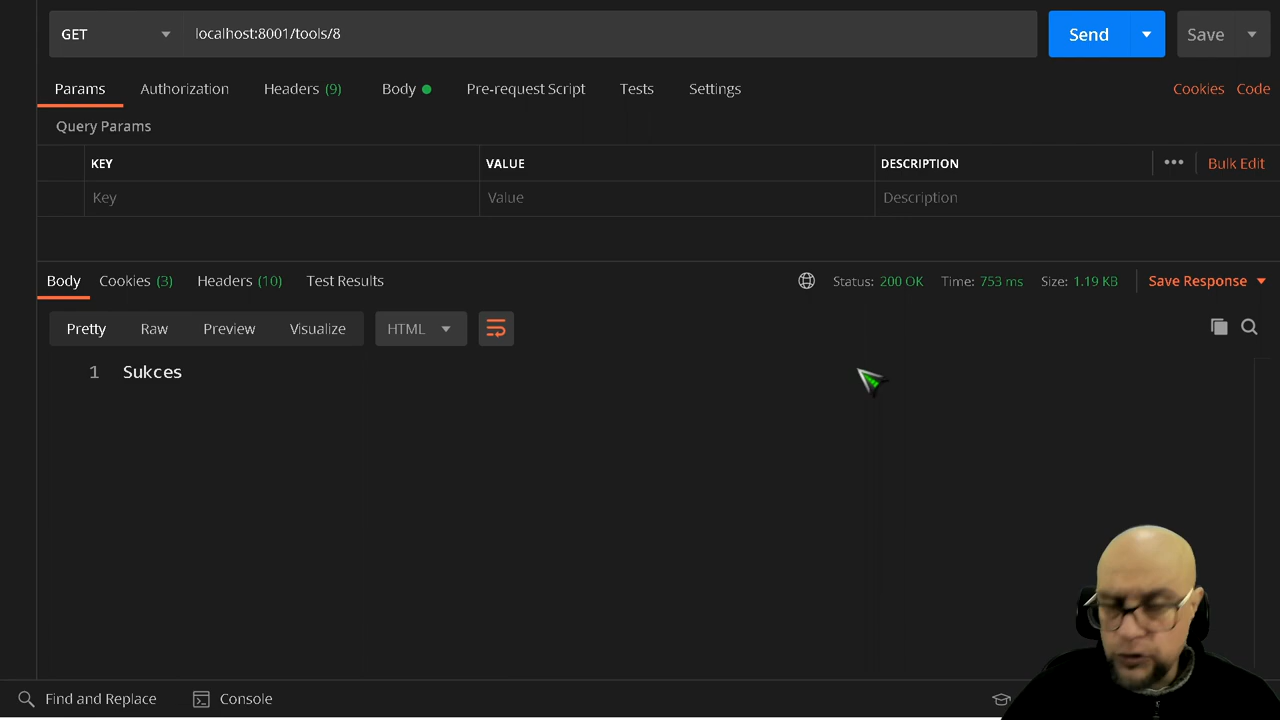 GET localhost:8001/tools/8 Send Save
Params Authorization Headers (9) Body Pre-request Script Tests Settings Cookies Code
Query Params
KEY VALUE DESCRIPTION ••• Bulk Edit
Key Value Description
Body Cookies (3) Headers (10) Test Results Status: 200 OK Time: 753 ms Size: 1.19 KB Save Response
Pretty Raw Preview Visualize HTML
1 Sukces
Find and Replace Console